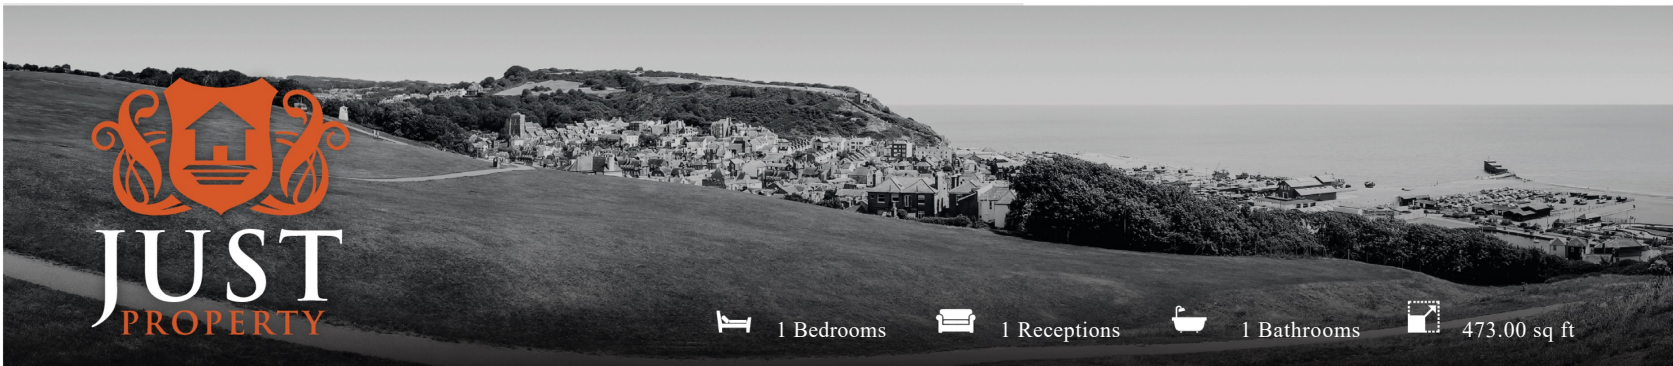 JUST
PROPERTY
1 Bedrooms
1 Receptions
1 Bathrooms
473.00 sq ft